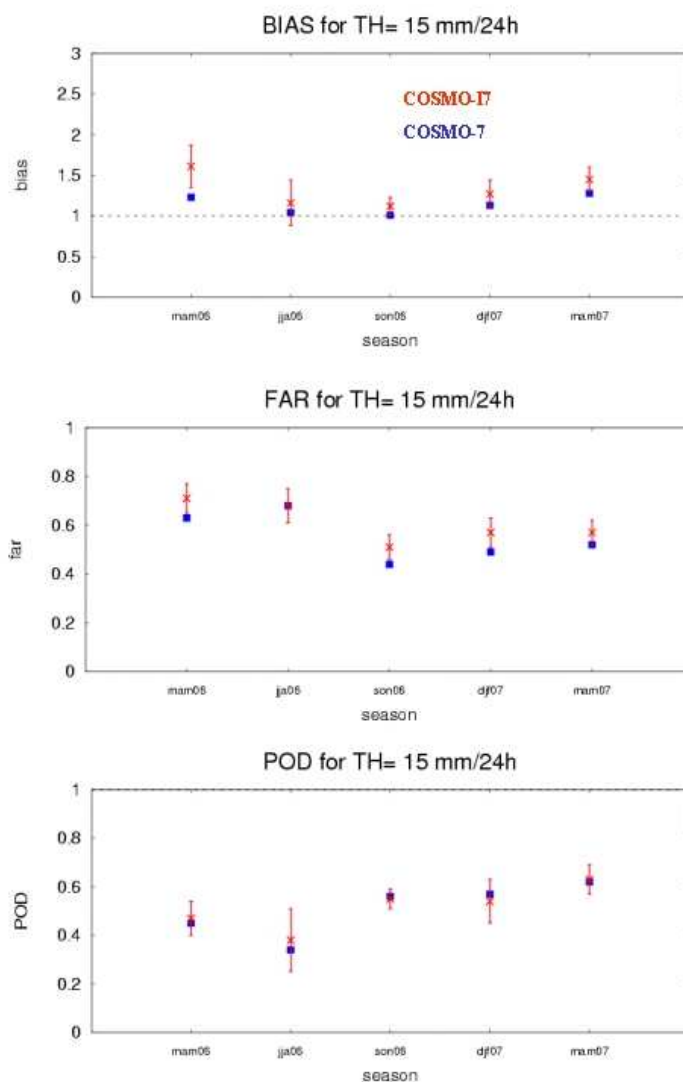 BIAS for TH= 15 mm/24h
3
2.5
2
1.5
1
0.5
0
bias
COSMO-I7
COSMO-7
mam06 jja06 son06 djf07 mam07
season
FAR for TH= 15 mm/24h
1
0.8
0.6
0.4
0.2
0
far
mam06 jja06 son06 djf07 mam07
season
POD for TH= 15 mm/24h
1
0.8
0.6
0.4
0.2
0
POD
mam06 jja06 son06 djf07 mam07
season